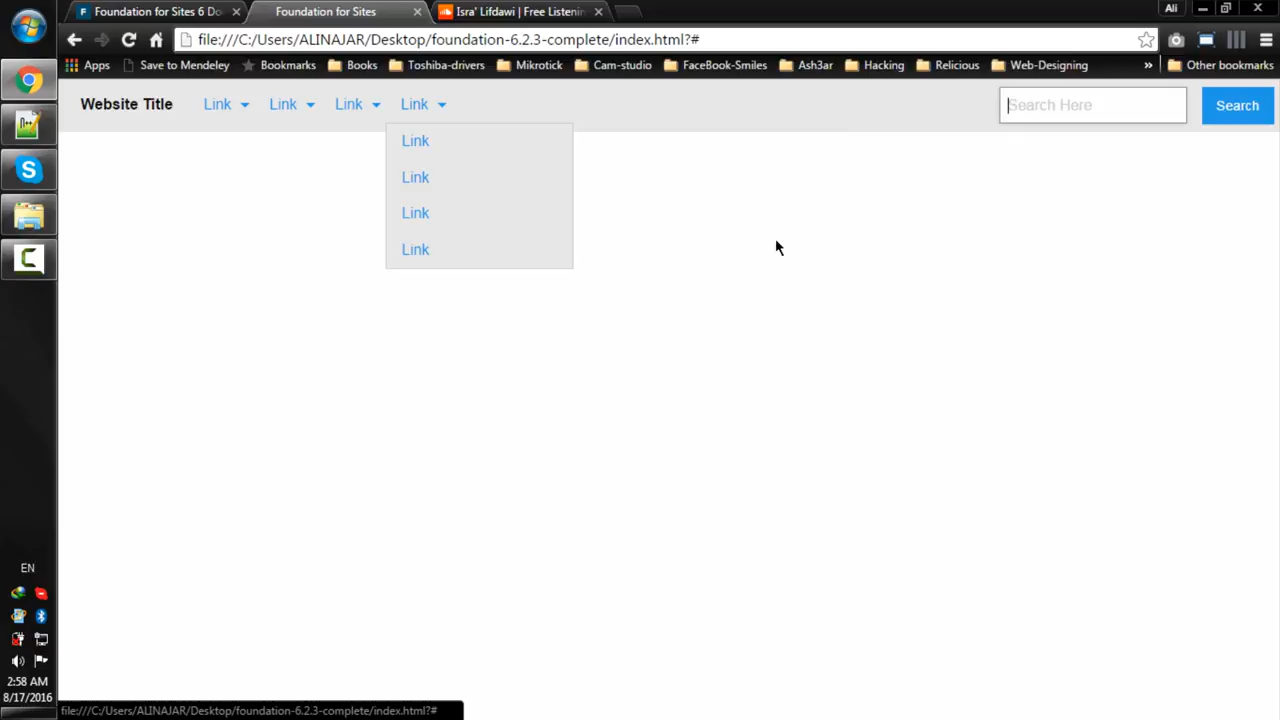 Foundation for Sites 6 Do
Foundation for Sites
Isra' Lifdawi | Free Listenin
Ali
file:///C:/Users/ALINAJAR/Desktop/foundation-6.2.3-complete/index.html?#
Apps
Save to Mendeley
Bookmarks
Books
Toshiba-drivers
Mikrotick
Cam-studio
FaceBook-Smiles
Ash3ar
Hacking
Relicious
Web-Designing
»
Other bookmarks
Website Title
Link
Link
Link
Link
Search Here
Search
Link
Link
Link
Link
EN
2:58 AM
8/17/2016
file:///C:/Users/ALINAJAR/Desktop/foundation-6.2.3-complete/index.html?#